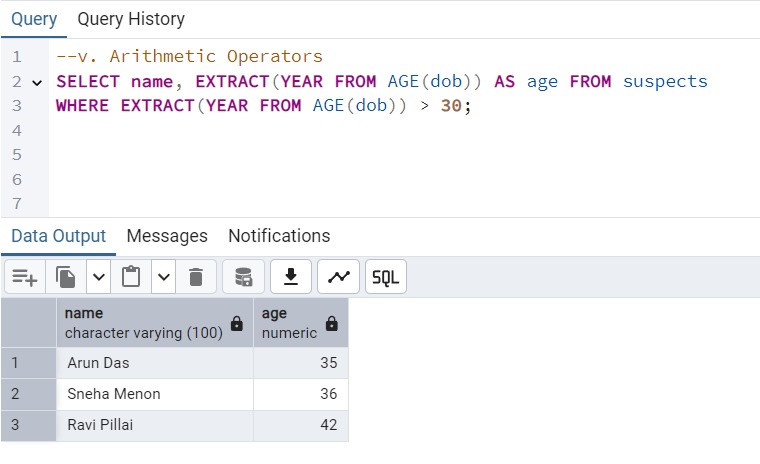 Query Query History
1 --v. Arithmetic Operators
2 SELECT name, EXTRACT(YEAR FROM AGE(dob)) AS age FROM suspects
3 WHERE EXTRACT(YEAR FROM AGE(dob)) > 30;
4
5
6
7
Data Output Messages Notifications
SQL
name age
character varying (100) numeric
1 Arun Das 35
2 Sneha Menon 36
3 Ravi Pillai 42